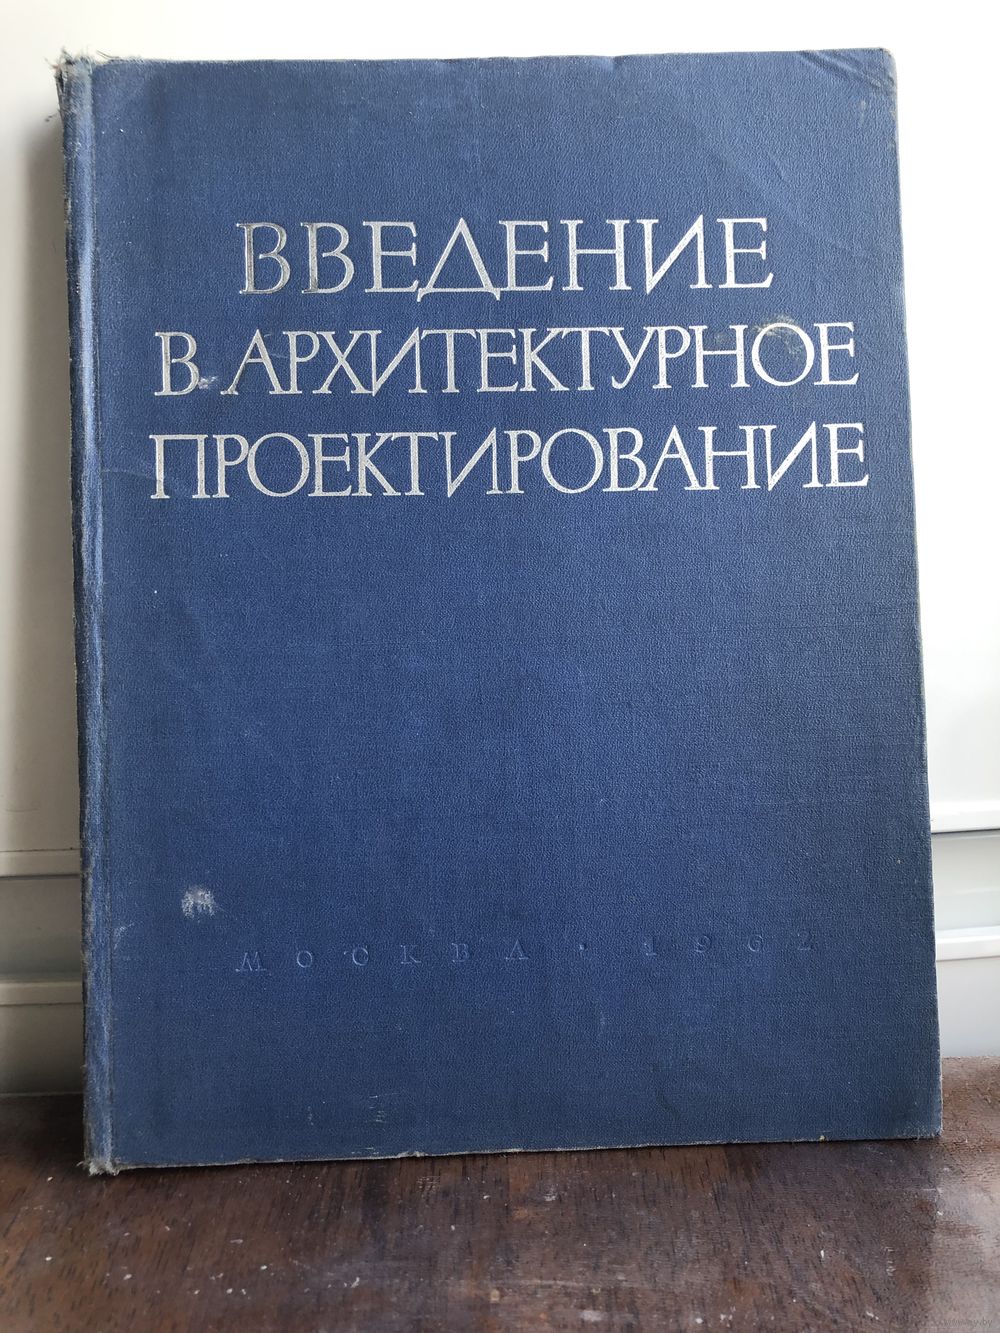 ВВЕДЕНИЕ
В АРХИТЕКТУРНОЕ
ПРОЕКТИРОВАНИЕ
МОСКВА · 1962